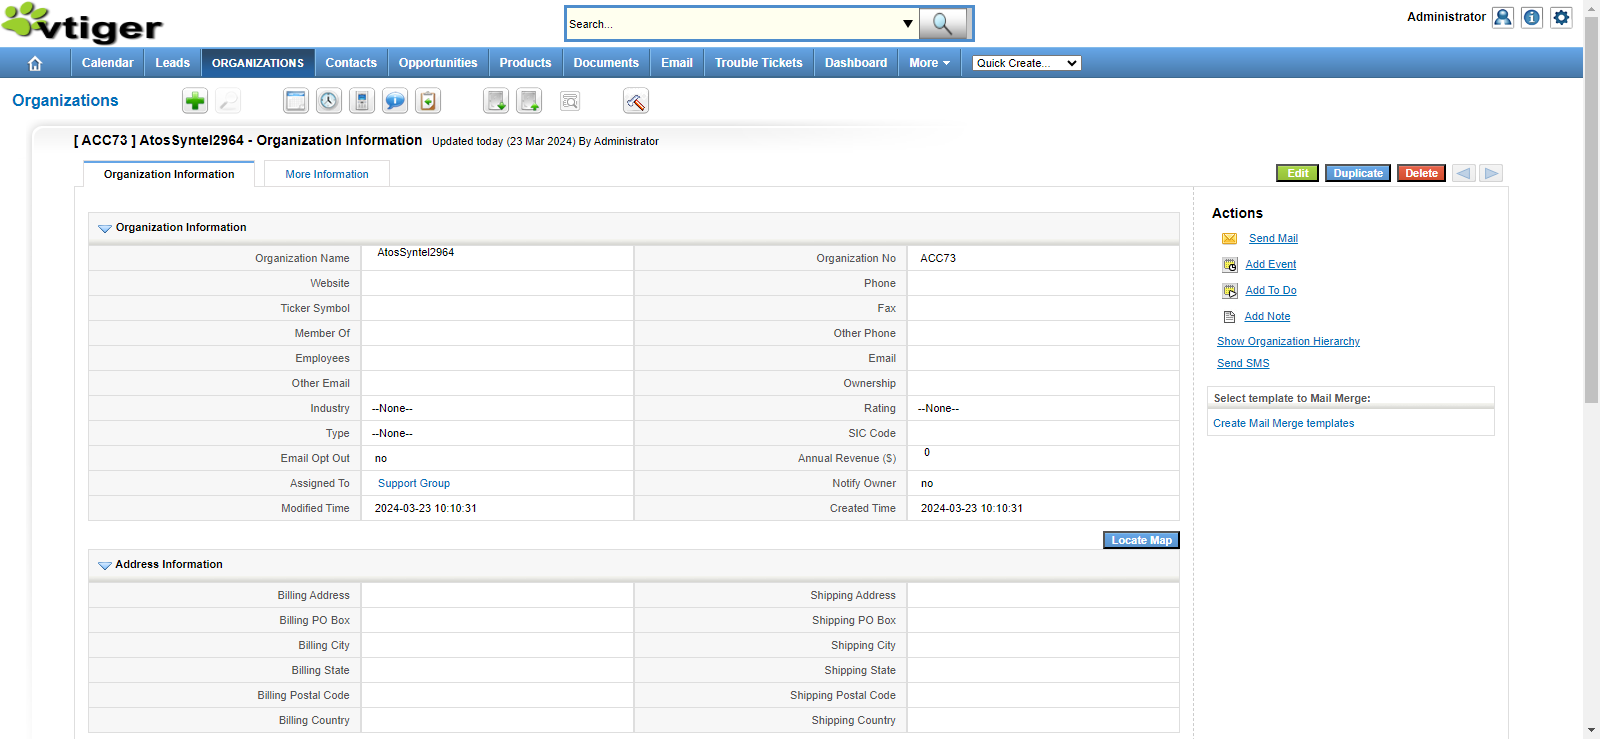 vtiger
Search...
Administrator
Calendar Leads ORGANIZATIONS Contacts Opportunities Products Documents Email Trouble Tickets Dashboard More Quick Create...
Organizations
[ ACC73 ] AtosSyntel2964 - Organization Information Updated today (23 Mar 2024) By Administrator
Organization Information More Information
Edit Duplicate Delete
Organization Information
Organization Name AtosSyntel2964 Organization No ACC73
Website Phone
Ticker Symbol Fax
Member Of Other Phone
Employees Email
Other Email Ownership
Industry --None-- Rating --None--
Type --None-- SIC Code
Email Opt Out no Annual Revenue ($) 0
Assigned To Support Group Notify Owner no
Modified Time 2024-03-23 10:10:31 Created Time 2024-03-23 10:10:31
Locate Map
Address Information
Billing Address Shipping Address
Billing PO Box Shipping PO Box
Billing City Shipping City
Billing State Shipping State
Billing Postal Code Shipping Postal Code
Billing Country Shipping Country
Actions
Send Mail
Add Event
Add To Do
Add Note
Show Organization Hierarchy
Send SMS
Select template to Mail Merge:
Create Mail Merge templates